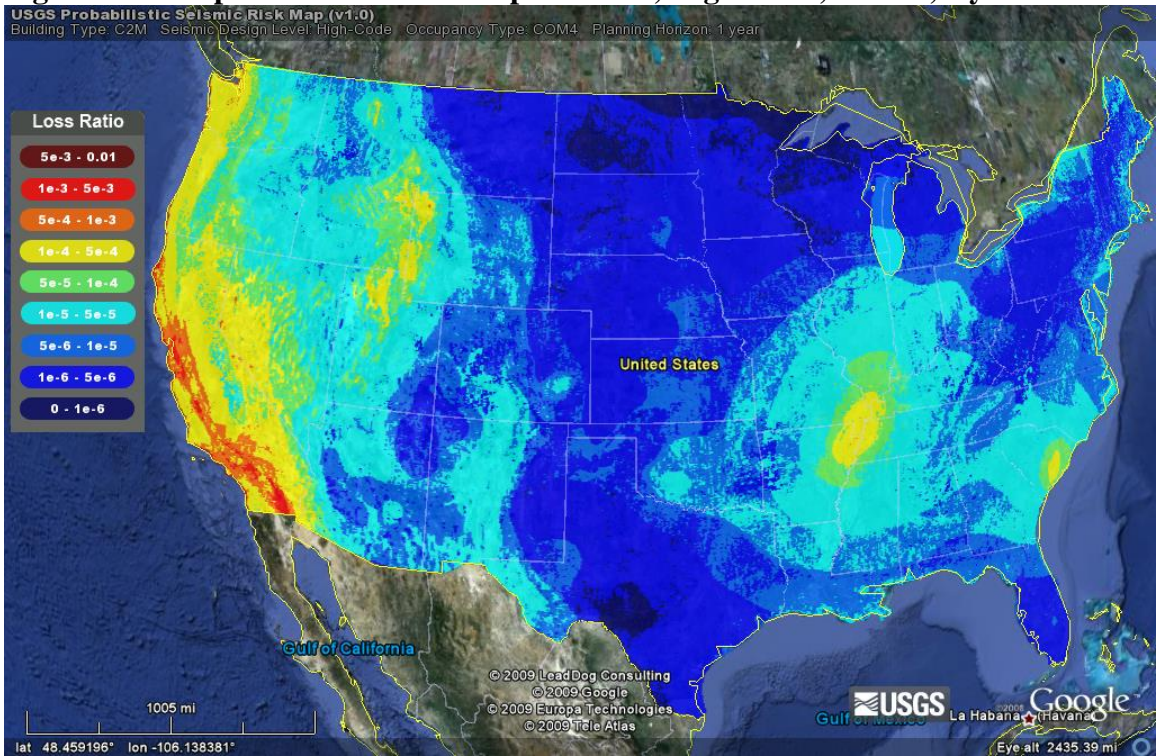 USGS Probabilistic Seismic Risk Map (v1.0)
Building Type: C2M Seismic Design Level: High-Code Occupancy Type: COM4 Planning Horizon: 1 year
Loss Ratio
5e-3 - 0.01
1e-3 - 5e-3
5e-4 - 1e-3
1e-4 - 5e-4
5e-5 - 1e-4
1e-5 - 5e-5
5e-6 - 1e-5
1e-6 - 5e-6
0 - 1e-6
United States
Gulf of California
© 2009 LeadDog Consulting
© 2009 Google
© 2009 Europa Technologies
© 2009 Tele Atlas
1005 mi
USGS
Google
Gulf of Mexico
La Habana (Havana)
lat 48.459196° lon -106.138381°
Eye alt 2435.39 mi